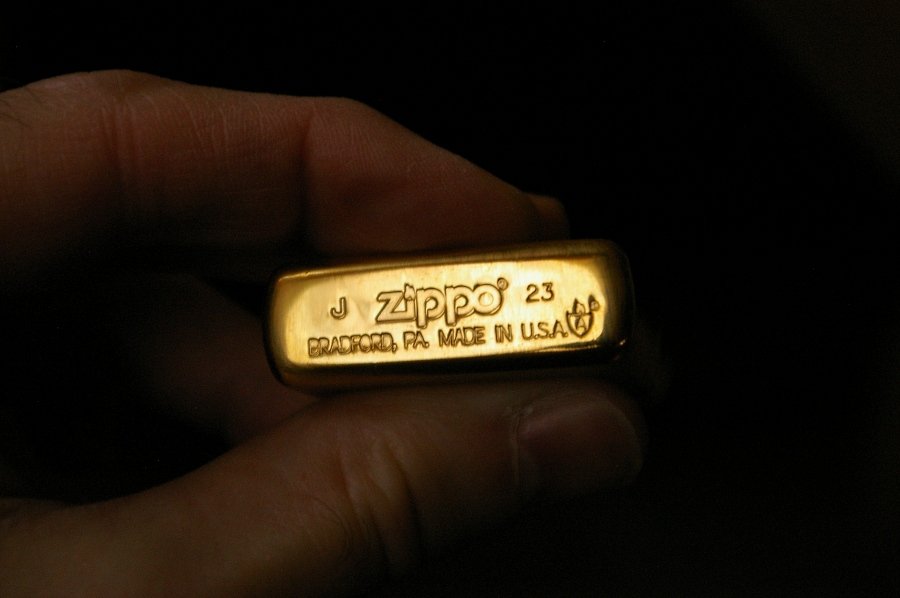 J Zippo® 23
BRADFORD, PA. MADE IN U.S.A.